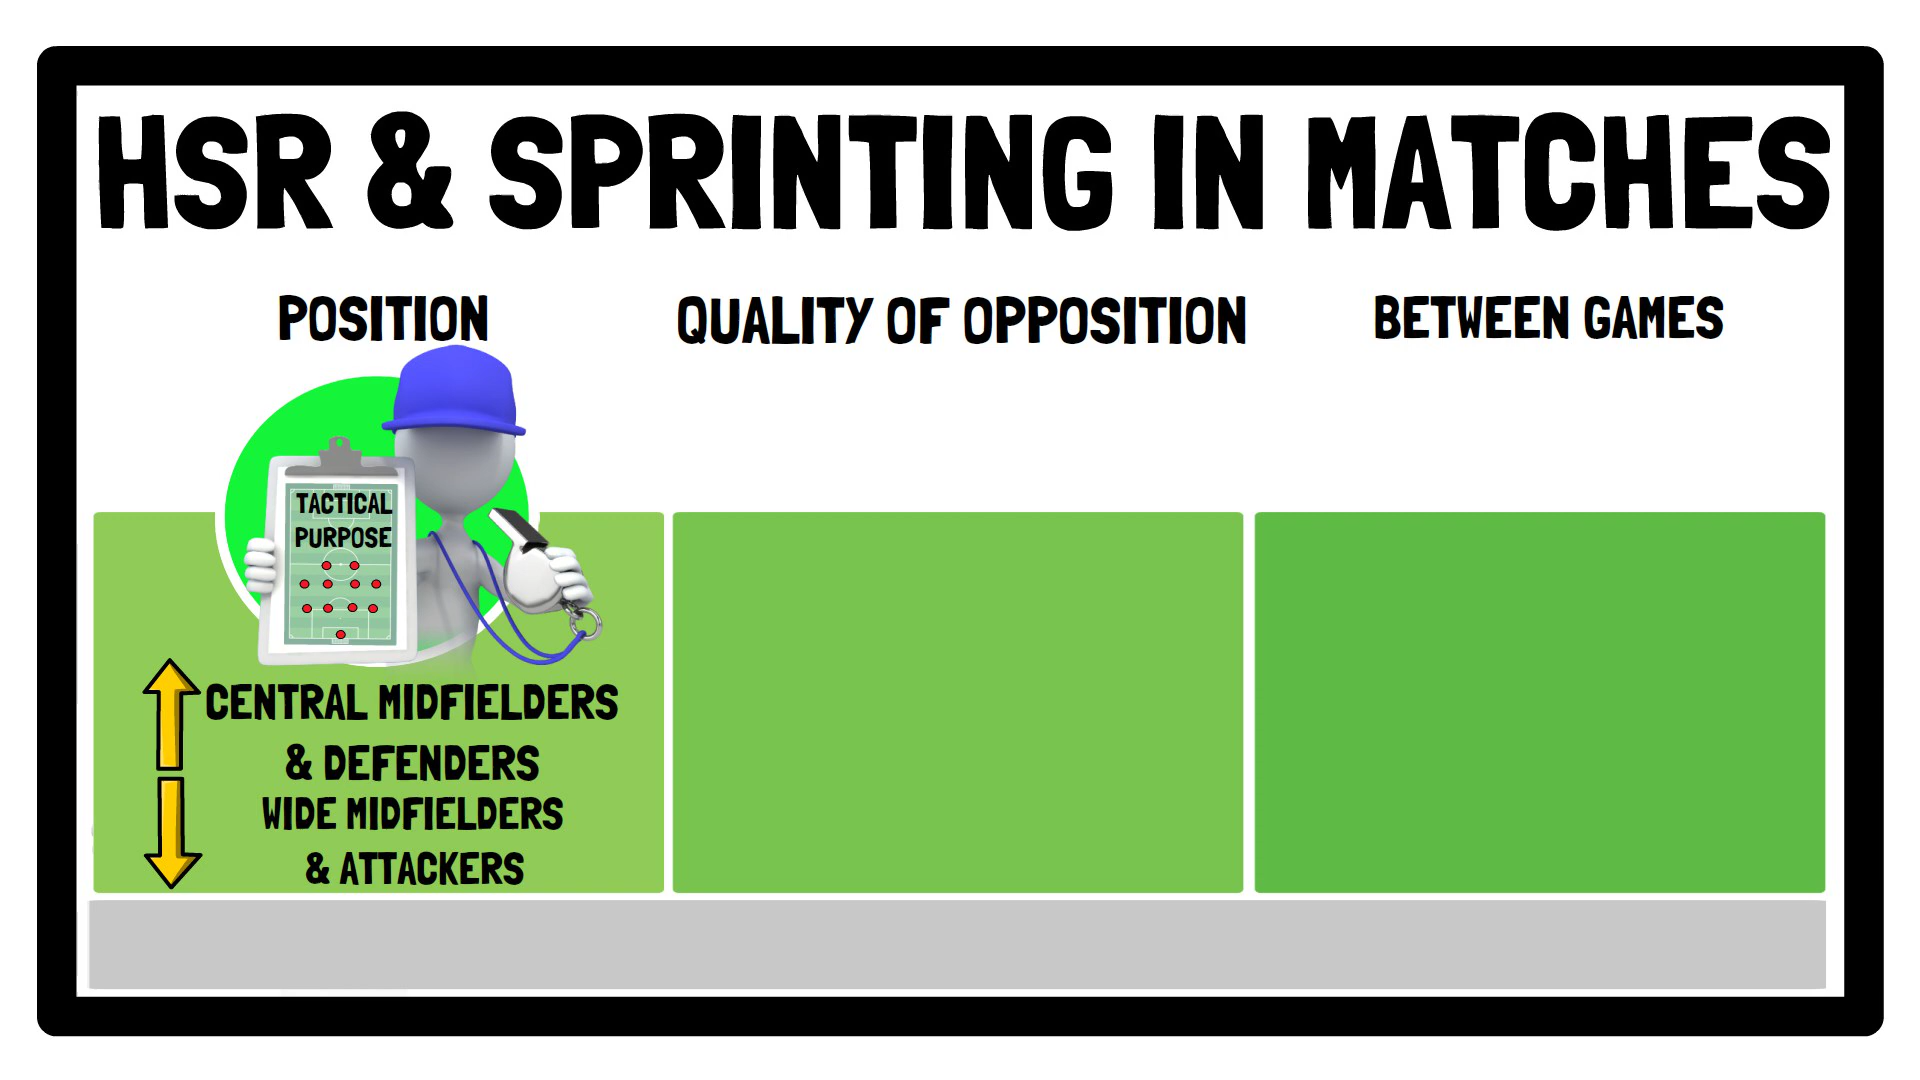 HSR & SPRINTING IN MATCHES
POSITION
QUALITY OF OPPOSITION
BETWEEN GAMES
TACTICAL
PURPOSE
CENTRAL MIDFIELDERS
& DEFENDERS
WIDE MIDFIELDERS
& ATTACKERS